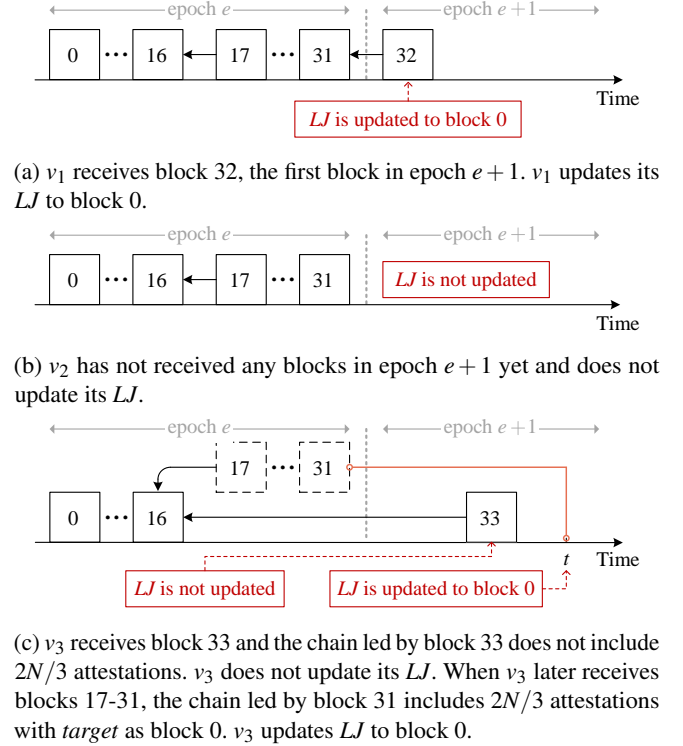 epoch e epoch e+1
0 ••• 16 17 ••• 31 32
Time
LJ is updated to block 0
(a) v1 receives block 32, the first block in epoch e+1. v1 updates its
LJ to block 0.
epoch e epoch e+1
0 ••• 16 17 ••• 31 LJ is not updated
Time
(b) v2 has not received any blocks in epoch e+1 yet and does not
update its LJ.
epoch e epoch e+1
17 ••• 31
0 ••• 16 33
t Time
LJ is not updated LJ is updated to block 0
(c) v3 receives block 33 and the chain led by block 33 does not include
2N/3 attestations. v3 does not update its LJ. When v3 later receives
blocks 17-31, the chain led by block 31 includes 2N/3 attestations
with target as block 0. v3 updates LJ to block 0.